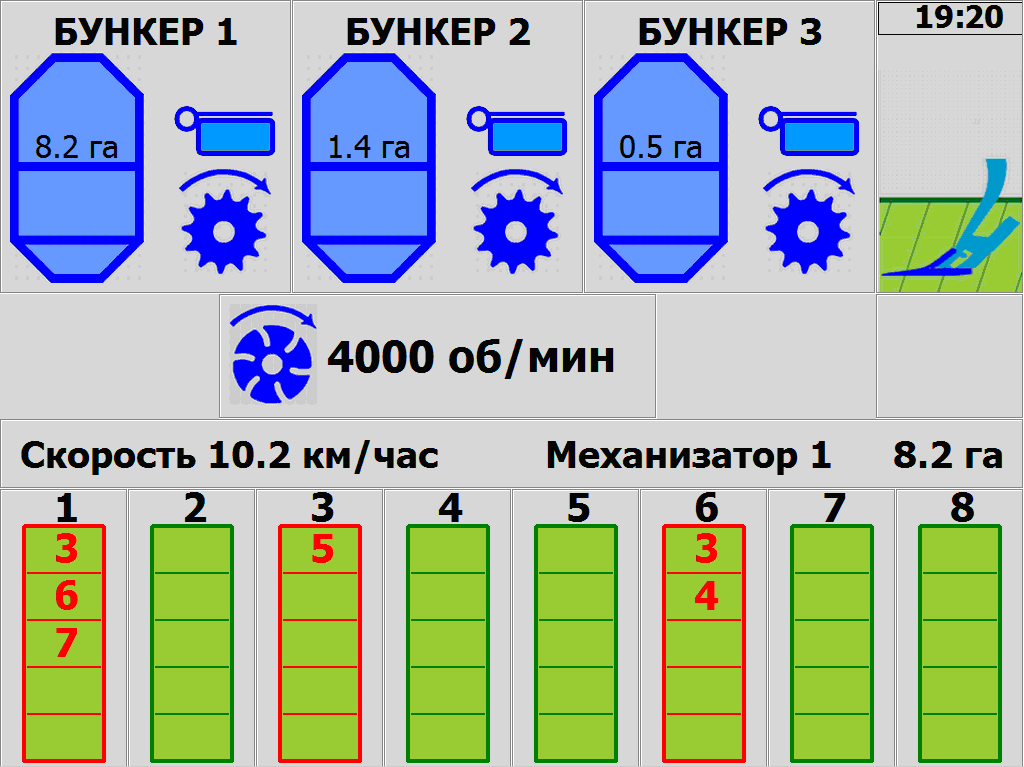 БУНКЕР 1 БУНКЕР 2 БУНКЕР 3 19:20
8.2 га 1.4 га 0.5 га
4000 об/мин
Скорость 10.2 км/час Механизатор 1 8.2 га
1 2 3 4 5 6 7 8
3 5 3
6 4
7